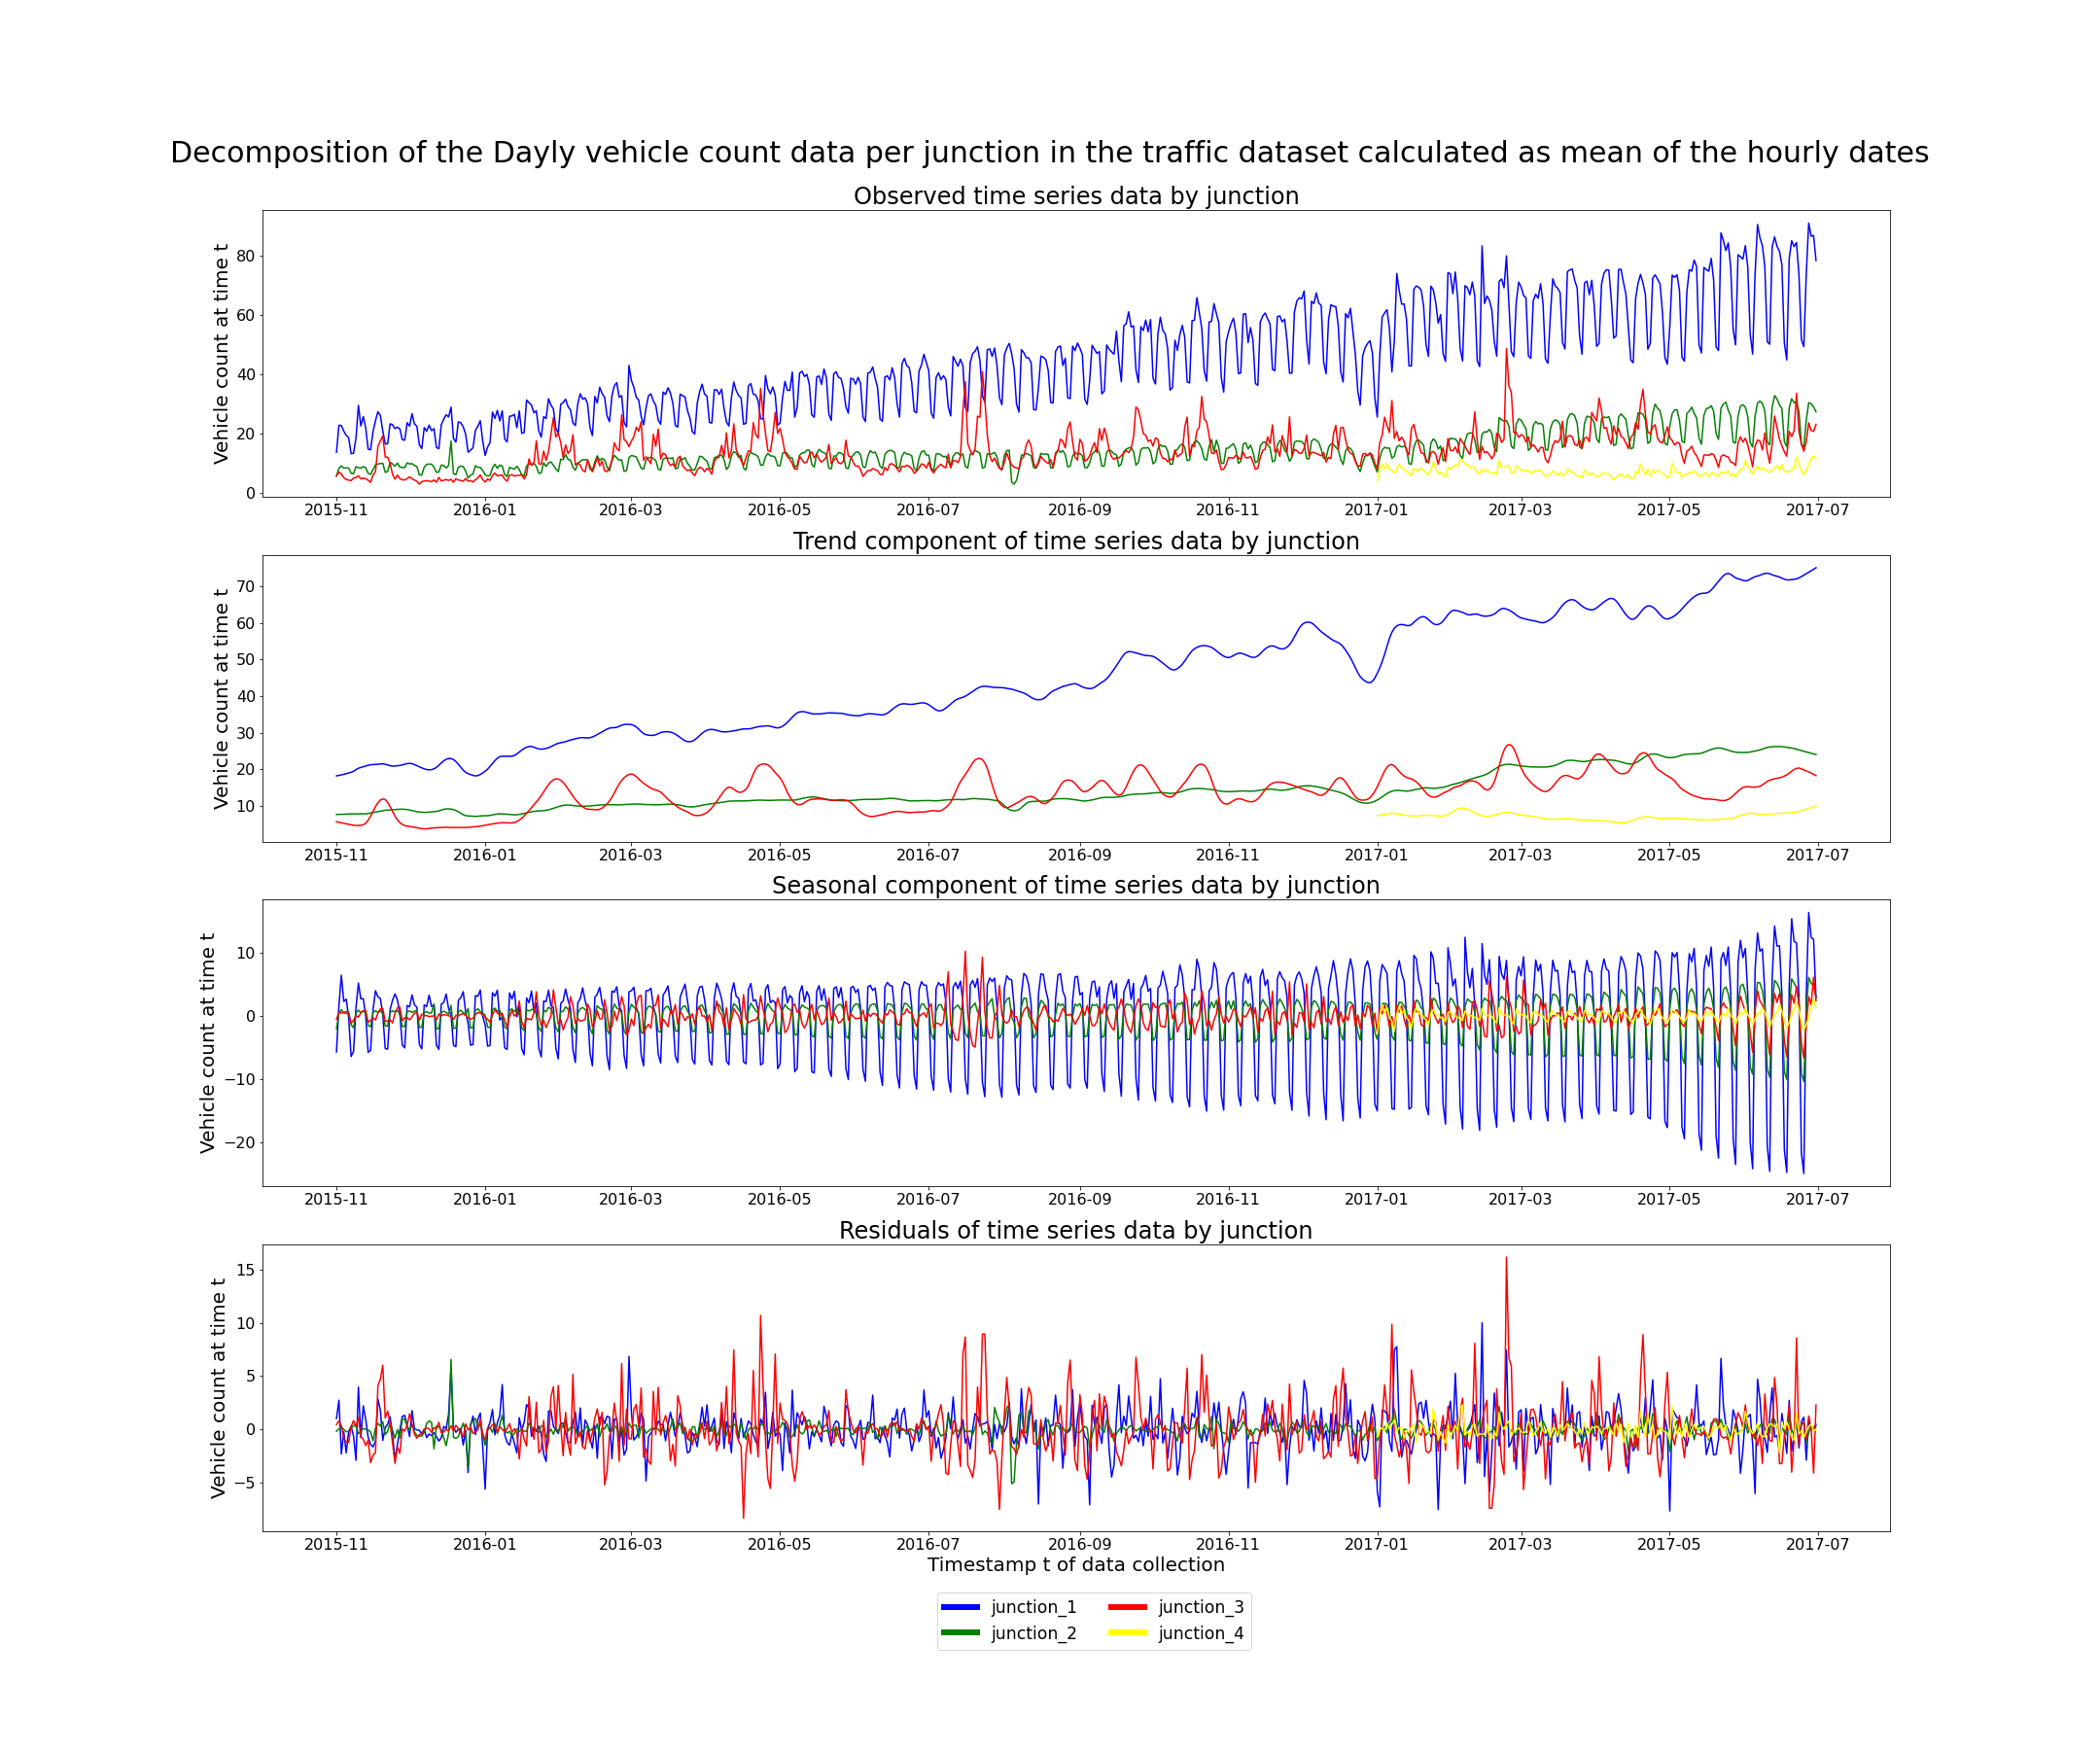 Decomposition of the Dayly vehicle count data per junction in the traffic dataset calculated as mean of the hourly dates
Observed time series data by junction
Vehicle count at time t
80
60
40
20
0
2015-11 2016-01 2016-03 2016-05 2016-07 2016-09 2016-11 2017-01 2017-03 2017-05 2017-07
Trend component of time series data by junction
Vehicle count at time t
70
60
50
40
30
20
10
2015-11 2016-01 2016-03 2016-05 2016-07 2016-09 2016-11 2017-01 2017-03 2017-05 2017-07
Seasonal component of time series data by junction
Vehicle count at time t
10
0
−10
−20
2015-11 2016-01 2016-03 2016-05 2016-07 2016-09 2016-11 2017-01 2017-03 2017-05 2017-07
Residuals of time series data by junction
Vehicle count at time t
15
10
5
0
−5
2015-11 2016-01 2016-03 2016-05 2016-07 2016-09 2016-11 2017-01 2017-03 2017-05 2017-07
Timestamp t of data collection
junction_1 junction_3
junction_2 junction_4